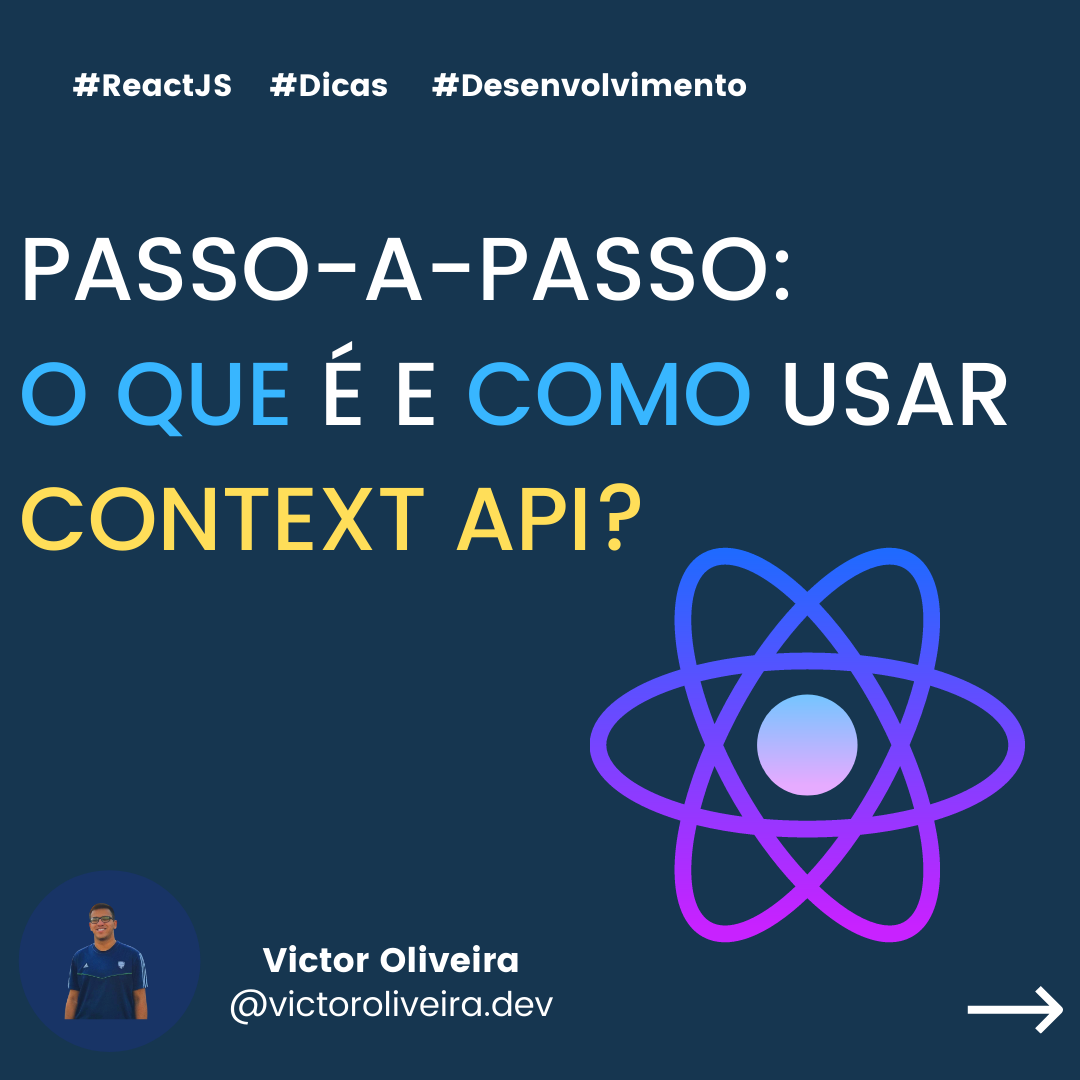 #ReactJS #Dicas #Desenvolvimento
PASSO-A-PASSO:
O QUE É E COMO USAR
CONTEXT API?
Victor Oliveira
@victoroliveira.dev